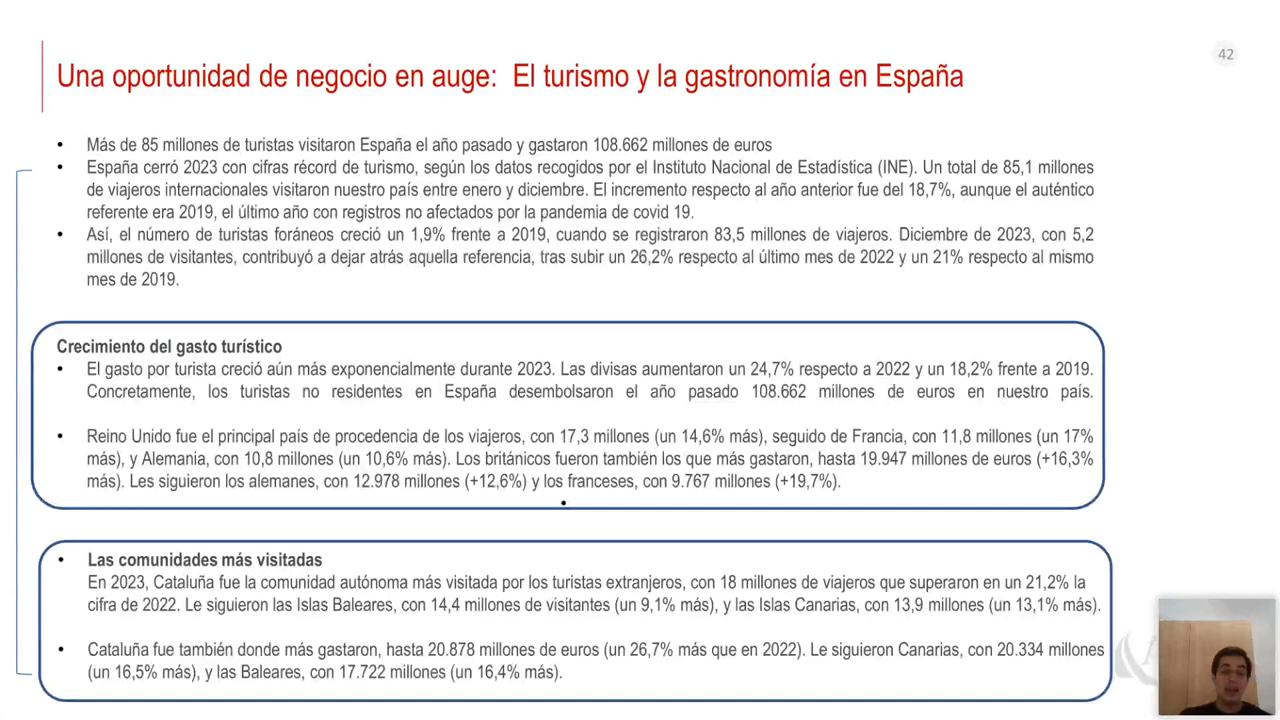 42
Una oportunidad de negocio en auge: El turismo y la gastronomía en España
• Más de 85 millones de turistas visitaron España el año pasado y gastaron 108.662 millones de euros
• España cerró 2023 con cifras récord de turismo, según los datos recogidos por el Instituto Nacional de Estadística (INE). Un total de 85,1 millones
de viajeros internacionales visitaron nuestro país entre enero y diciembre. El incremento respecto al año anterior fue del 18,7%, aunque el auténtico
referente era 2019, el último año con registros no afectados por la pandemia de covid 19.
• Así, el número de turistas foráneos creció un 1,9% frente a 2019, cuando se registraron 83,5 millones de viajeros. Diciembre de 2023, con 5,2
millones de visitantes, contribuyó a dejar atrás aquella referencia, tras subir un 26,2% respecto al último mes de 2022 y un 21% respecto al mismo
mes de 2019.
Crecimiento del gasto turístico
• El gasto por turista creció aún más exponencialmente durante 2023. Las divisas aumentaron un 24,7% respecto a 2022 y un 18,2% frente a 2019.
Concretamente, los turistas no residentes en España desembolsaron el año pasado 108.662 millones de euros en nuestro país.
• Reino Unido fue el principal país de procedencia de los viajeros, con 17,3 millones (un 14,6% más), seguido de Francia, con 11,8 millones (un 17%
más), y Alemania, con 10,8 millones (un 10,6% más). Los británicos fueron también los que más gastaron, hasta 19.947 millones de euros (+16,3%
más). Les siguieron los alemanes, con 12.978 millones (+12,6%) y los franceses, con 9.767 millones (+19,7%).
•
• Las comunidades más visitadas
En 2023, Cataluña fue la comunidad autónoma más visitada por los turistas extranjeros, con 18 millones de viajeros que superaron en un 21,2% la
cifra de 2022. Le siguieron las Islas Baleares, con 14,4 millones de visitantes (un 9,1% más), y las Islas Canarias, con 13,9 millones (un 13,1% más).
• Cataluña fue también donde más gastaron, hasta 20.878 millones de euros (un 26,7% más que en 2022). Le siguieron Canarias, con 20.334 millones
(un 16,5% más), y las Baleares, con 17.722 millones (un 16,4% más).